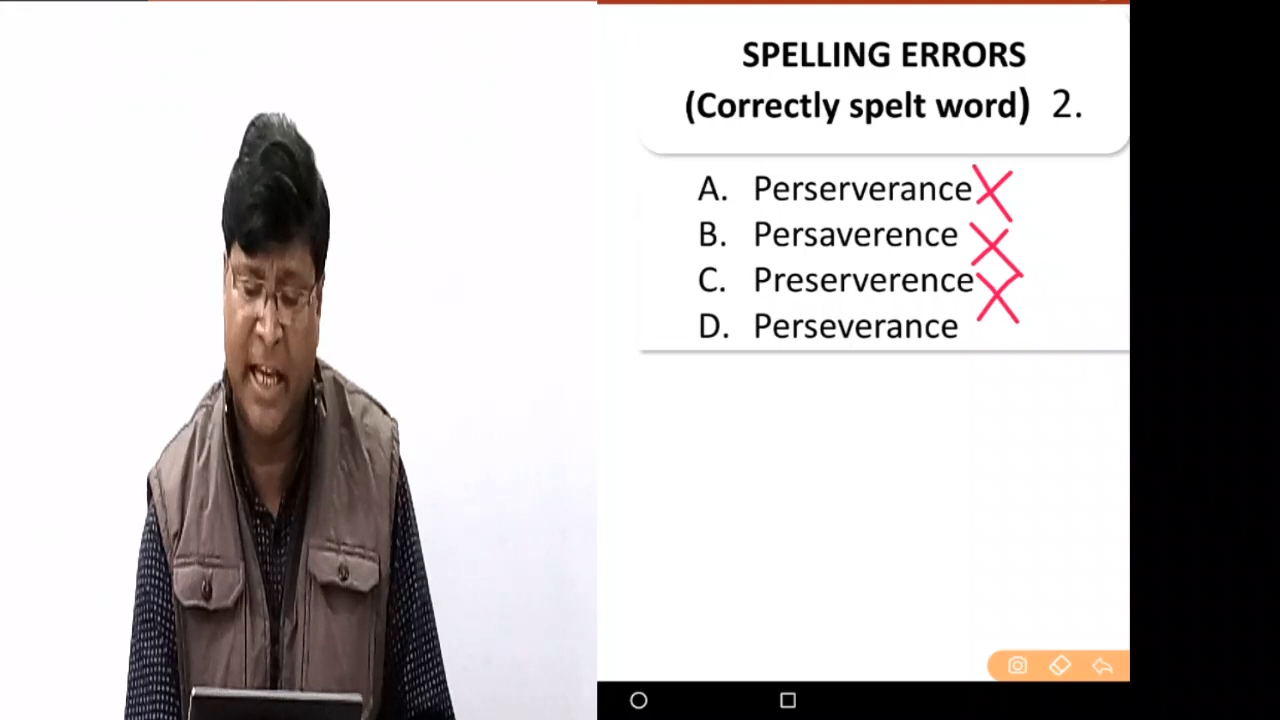 SPELLING ERRORS
(Correctly spelt word) 2.
A. Perserverance
B. Persaverence
C. Preserverence
D. Perseverance